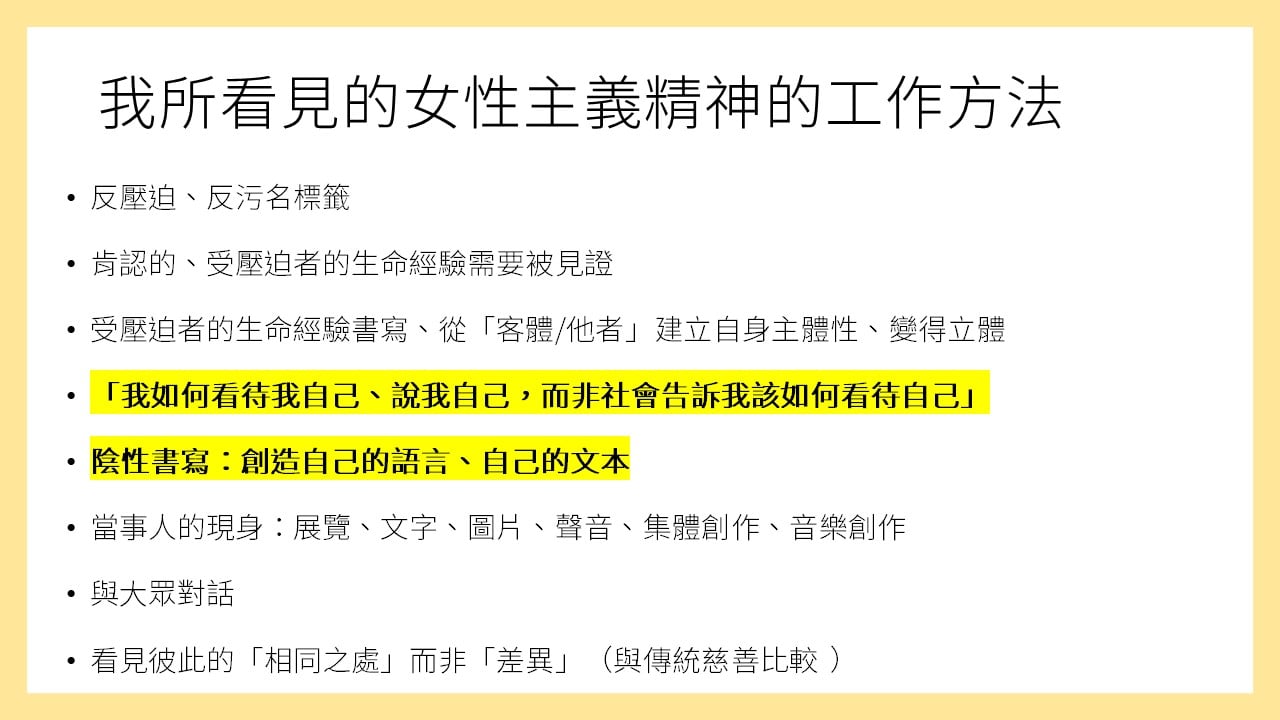 我所看見的女性主義精神的工作方法
• 反壓迫、反污名標籤
• 肯認的、受壓迫者的生命經驗需要被見證
• 受壓迫者的生命經驗書寫、從「客體/他者」建立自身主體性、變得立體
• 「我如何看待我自己、說我自己，而非社會告訴我該如何看待自己」
• 陰性書寫：創造自己的語言、自己的文本
• 當事人的現身：展覽、文字、圖片、聲音、集體創作、音樂創作
• 與大眾對話
• 看見彼此的「相同之處」而非「差異」（與傳統慈善比較 ）